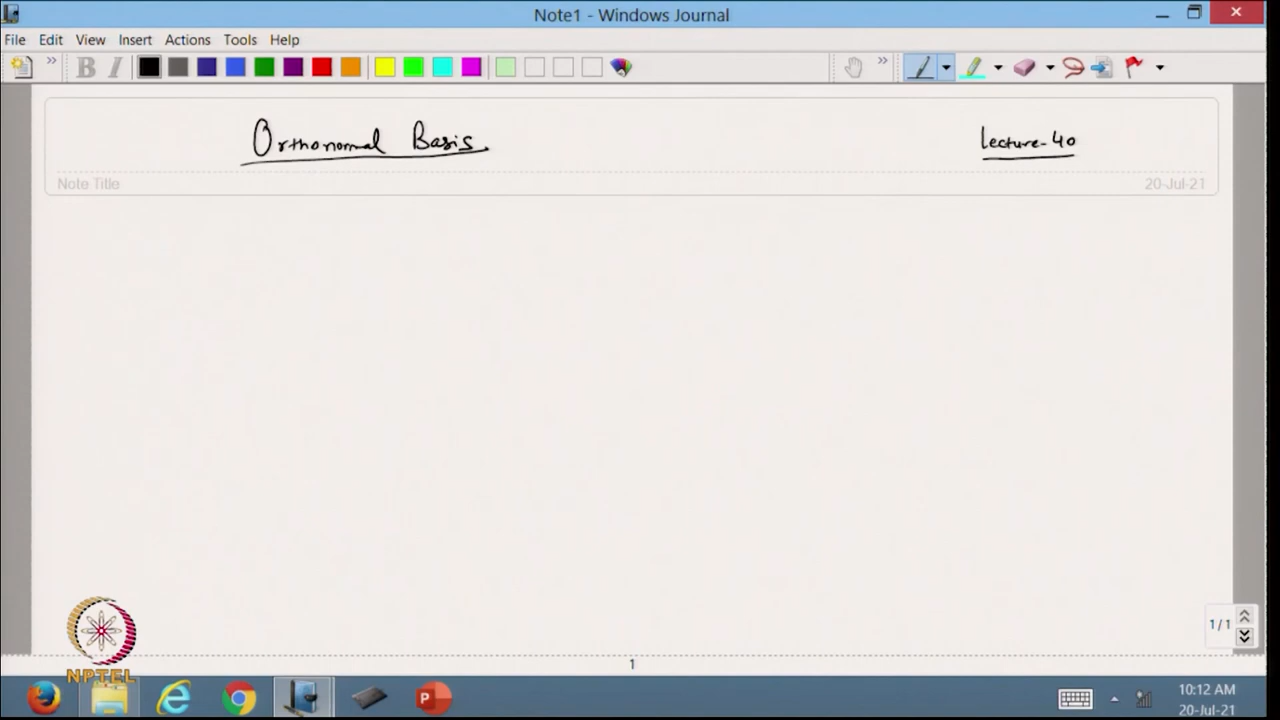 Note1 - Windows Journal
File Edit View Insert Actions Tools Help
B I
Orthonormal Basis.
Lecture-40
Note Title
20-Jul-21
1 / 1
1
NPTEL
10:12 AM
20-Jul-21